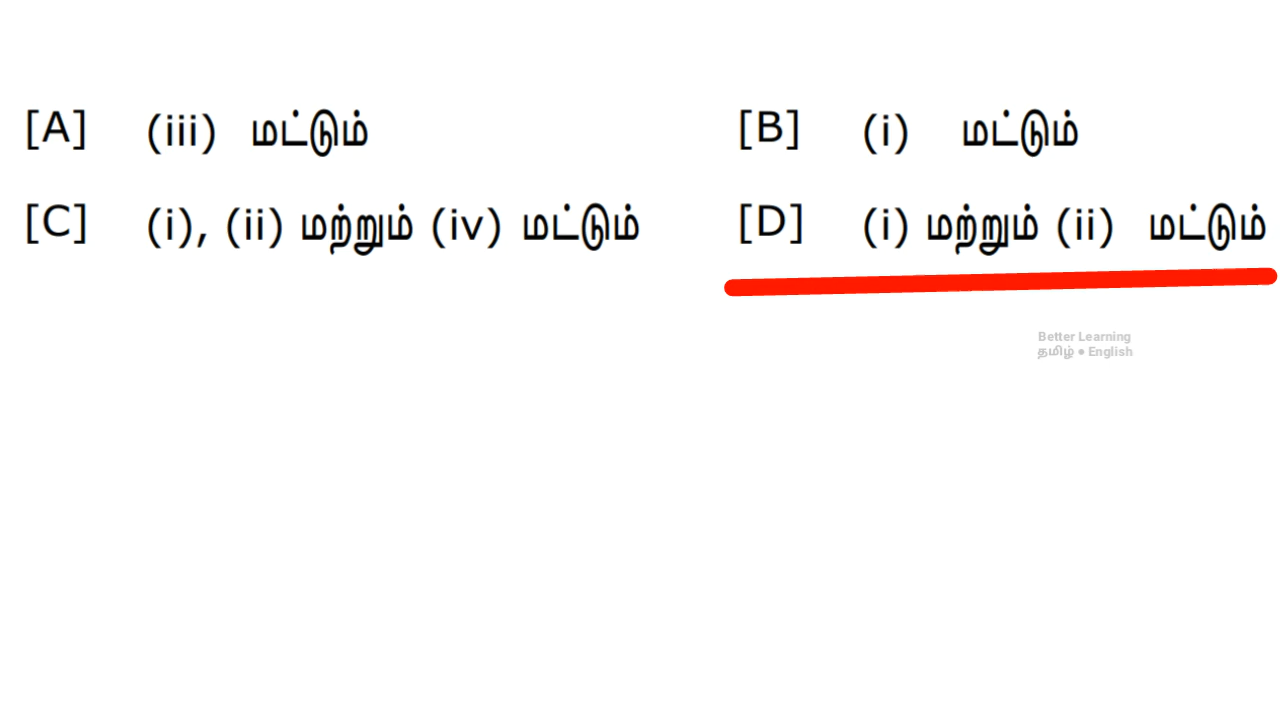 [A] (iii) மட்டும் [B] (i) மட்டும்
[C] (i), (ii) மற்றும் (iv) மட்டும் [D] (i) மற்றும் (ii) மட்டும்
Better Learning
தமிழ் ● English